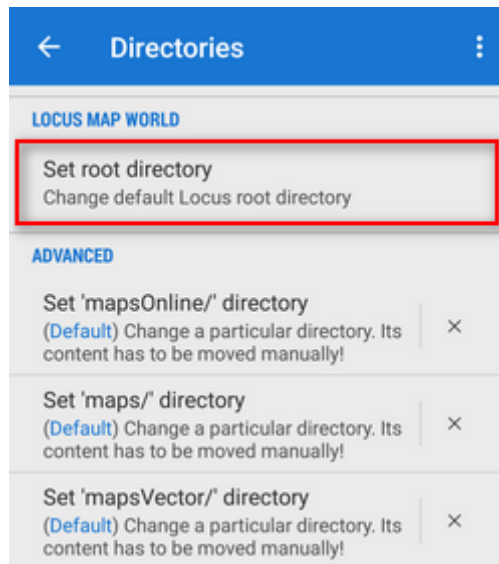 Directories
LOCUS MAP WORLD
Set root directory
Change default Locus root directory
ADVANCED
Set 'mapsOnline/' directory
(Default) Change a particular directory. Its
content has to be moved manually!
Set 'maps/' directory
(Default) Change a particular directory. Its
content has to be moved manually!
Set 'mapsVector/' directory
(Default) Change a particular directory. Its
content has to be moved manually!